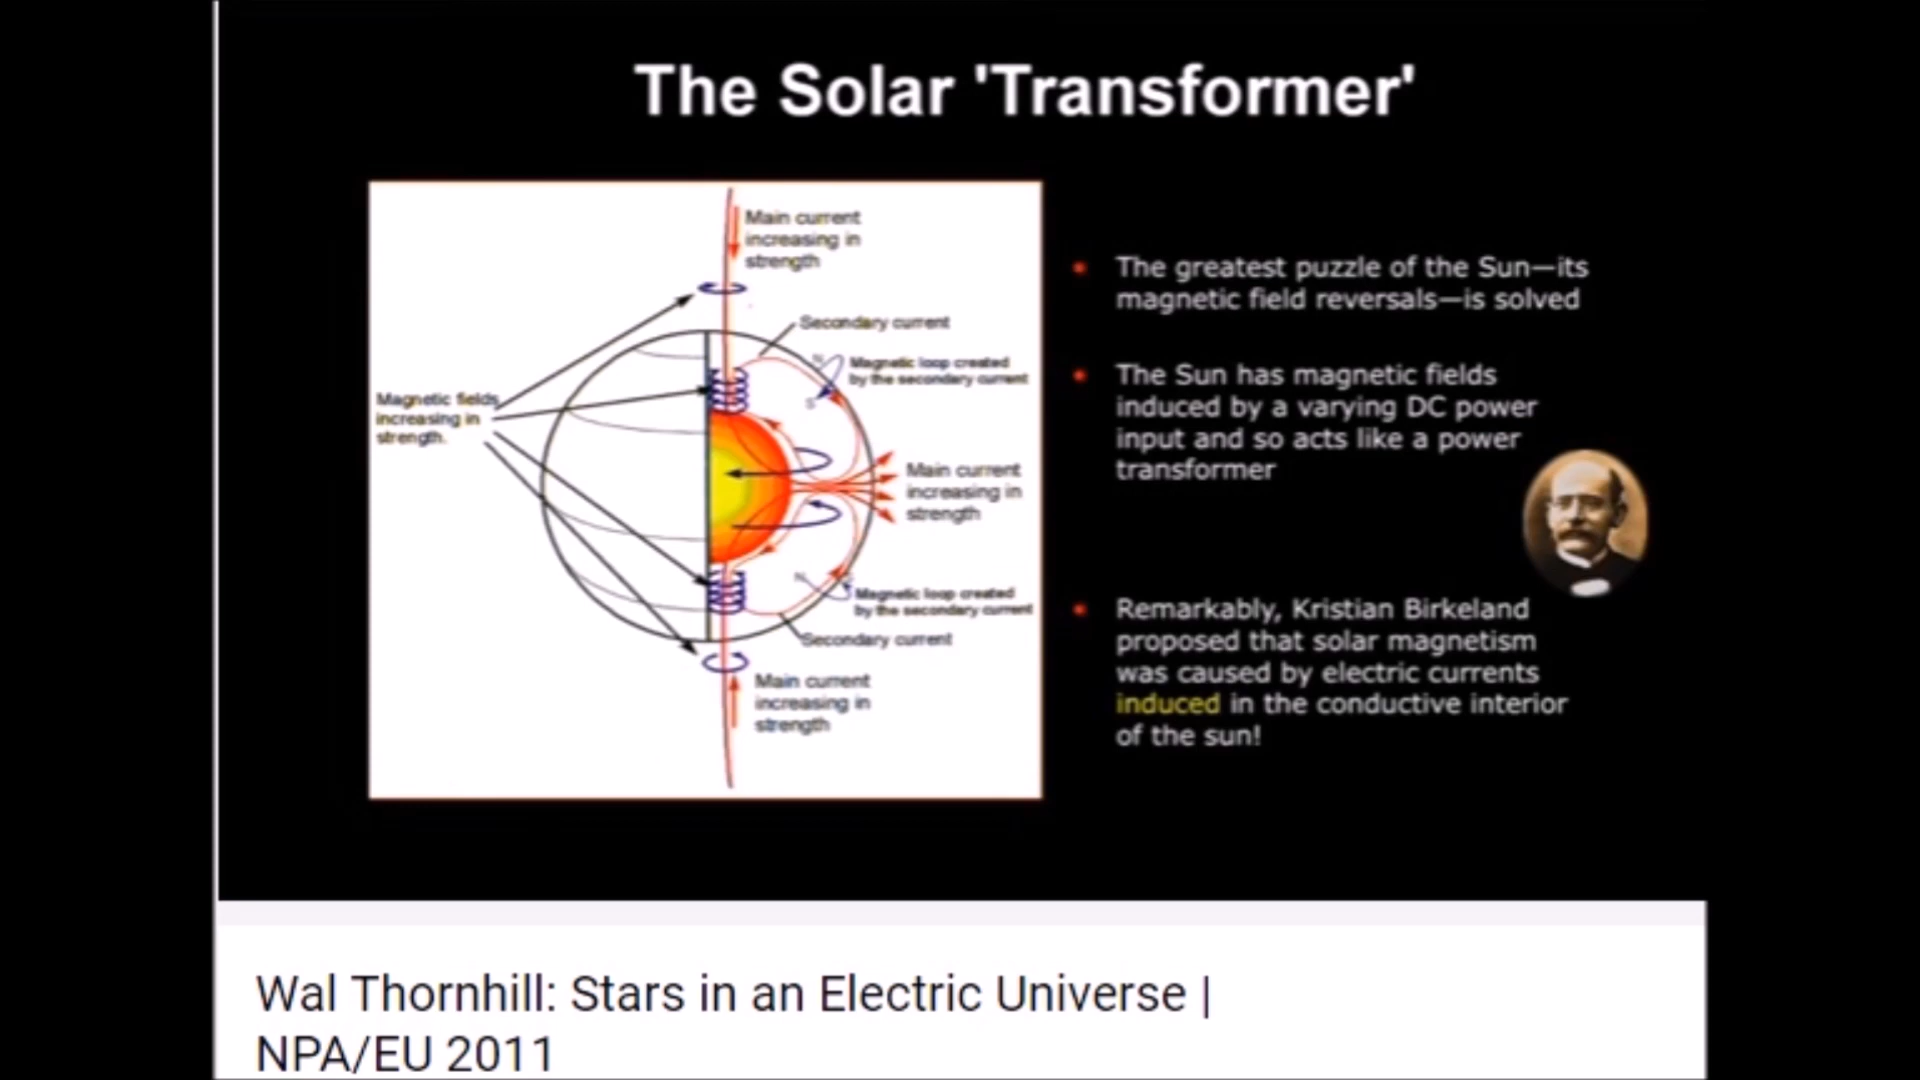 The Solar 'Transformer'
Main current
increasing in
strength
Secondary current
Magnetic loop created
by the secondary current
N
S
Magnetic fields
increasing in
strength.
Main current
increasing in
strength
N
Magnetic loop created
by the secondary current
Secondary current
Main current
increasing in
strength
The greatest puzzle of the Sun—its
magnetic field reversals—is solved
The Sun has magnetic fields
induced by a varying DC power
input and so acts like a power
transformer
Remarkably, Kristian Birkeland
proposed that solar magnetism
was caused by electric currents
induced in the conductive interior
of the sun!
Wal Thornhill: Stars in an Electric Universe |
NPA/EU 2011